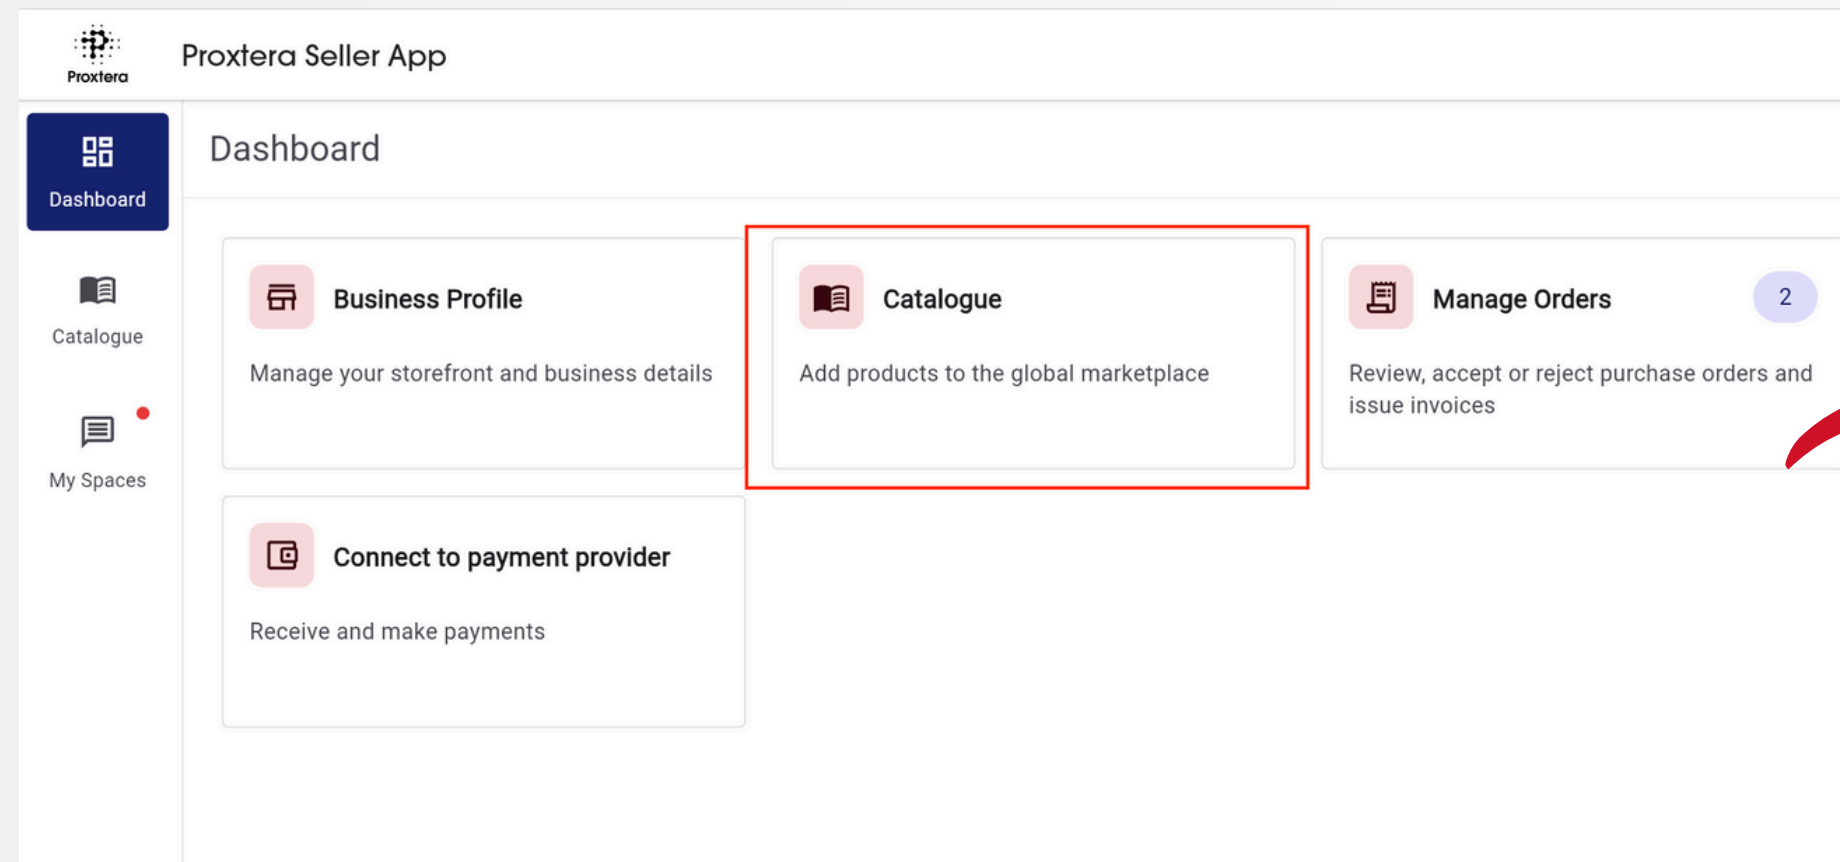 Proxtera
Proxtera Seller App
Dashboard
Catalogue
My Spaces
Dashboard
Business Profile
Manage your storefront and business details
Catalogue
Add products to the global marketplace
Manage Orders
2
Review, accept or reject purchase orders and
issue invoices
Connect to payment provider
Receive and make payments